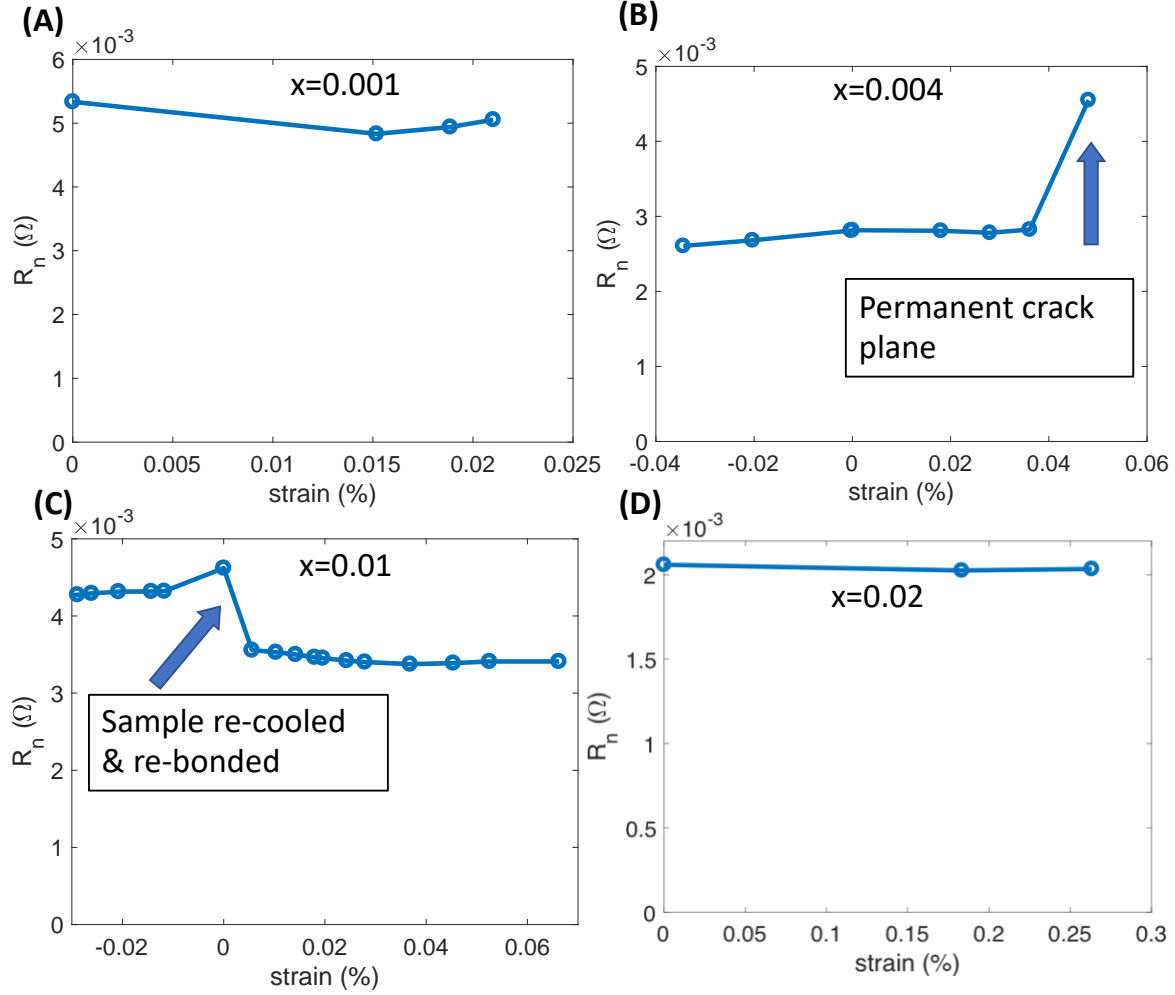 (A)
×10⁻³
x=0.001
6
5
4
3
2
1
0
R_n (Ω)
0 0.005 0.01 0.015 0.02 0.025
strain (%)
(B)
×10⁻³
x=0.004
5
4
3
2
1
0
R_n (Ω)
Permanent crack
plane
-0.04 -0.02 0 0.02 0.04 0.06
strain (%)
(C)
×10⁻³
x=0.01
5
4
3
2
1
0
R_n (Ω)
Sample re-cooled
& re-bonded
-0.02 0 0.02 0.04 0.06
strain (%)
(D)
×10⁻³
x=0.02
2
1.5
1
0.5
0
R_n (Ω)
0 0.05 0.1 0.15 0.2 0.25 0.3
strain (%)